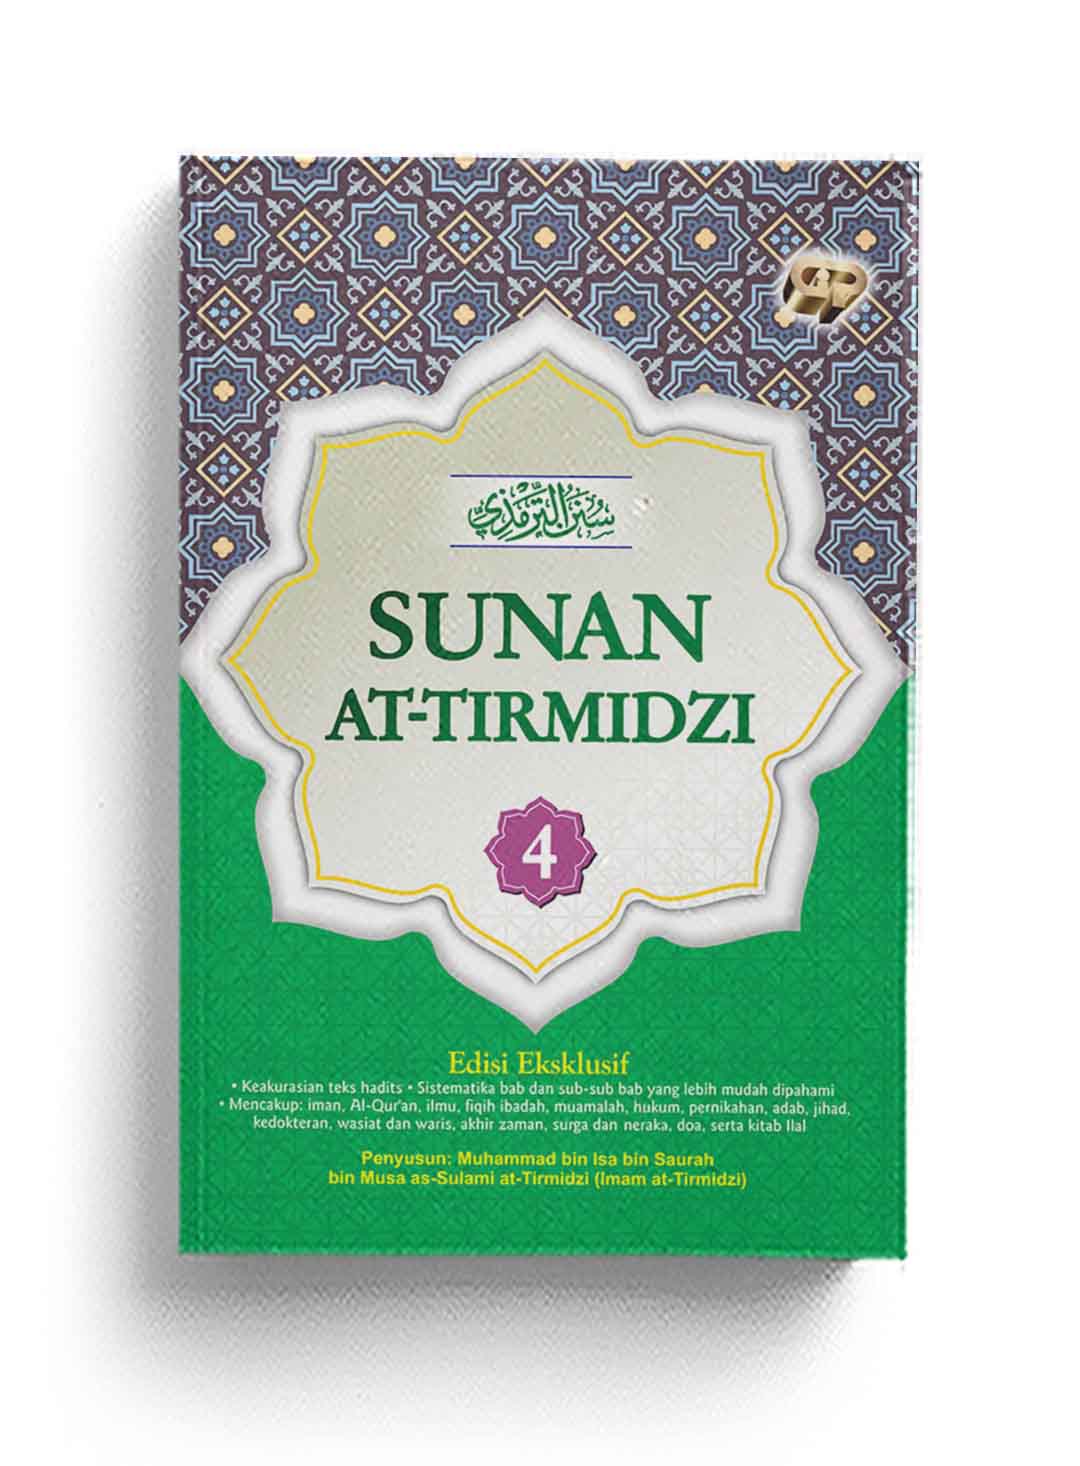 سُنَنُ التِّرْمِذِيّ
SUNAN
AT-TIRMIDZI
4
Edisi Eksklusif
• Keakurasian teks hadits • Sistematika bab dan sub-sub bab yang lebih mudah dipahami
• Mencakup: iman, Al-Qur'an, ilmu, fiqih ibadah, muamalah, hukum, pernikahan, adab, jihad,
kedokteran, wasiat dan waris, akhir zaman, surga dan neraka, doa, serta kitab Ilal
Penyusun: Muhammad bin Isa bin Saurah
bin Musa as-Sulami at-Tirmidzi (Imam at-Tirmidzi)